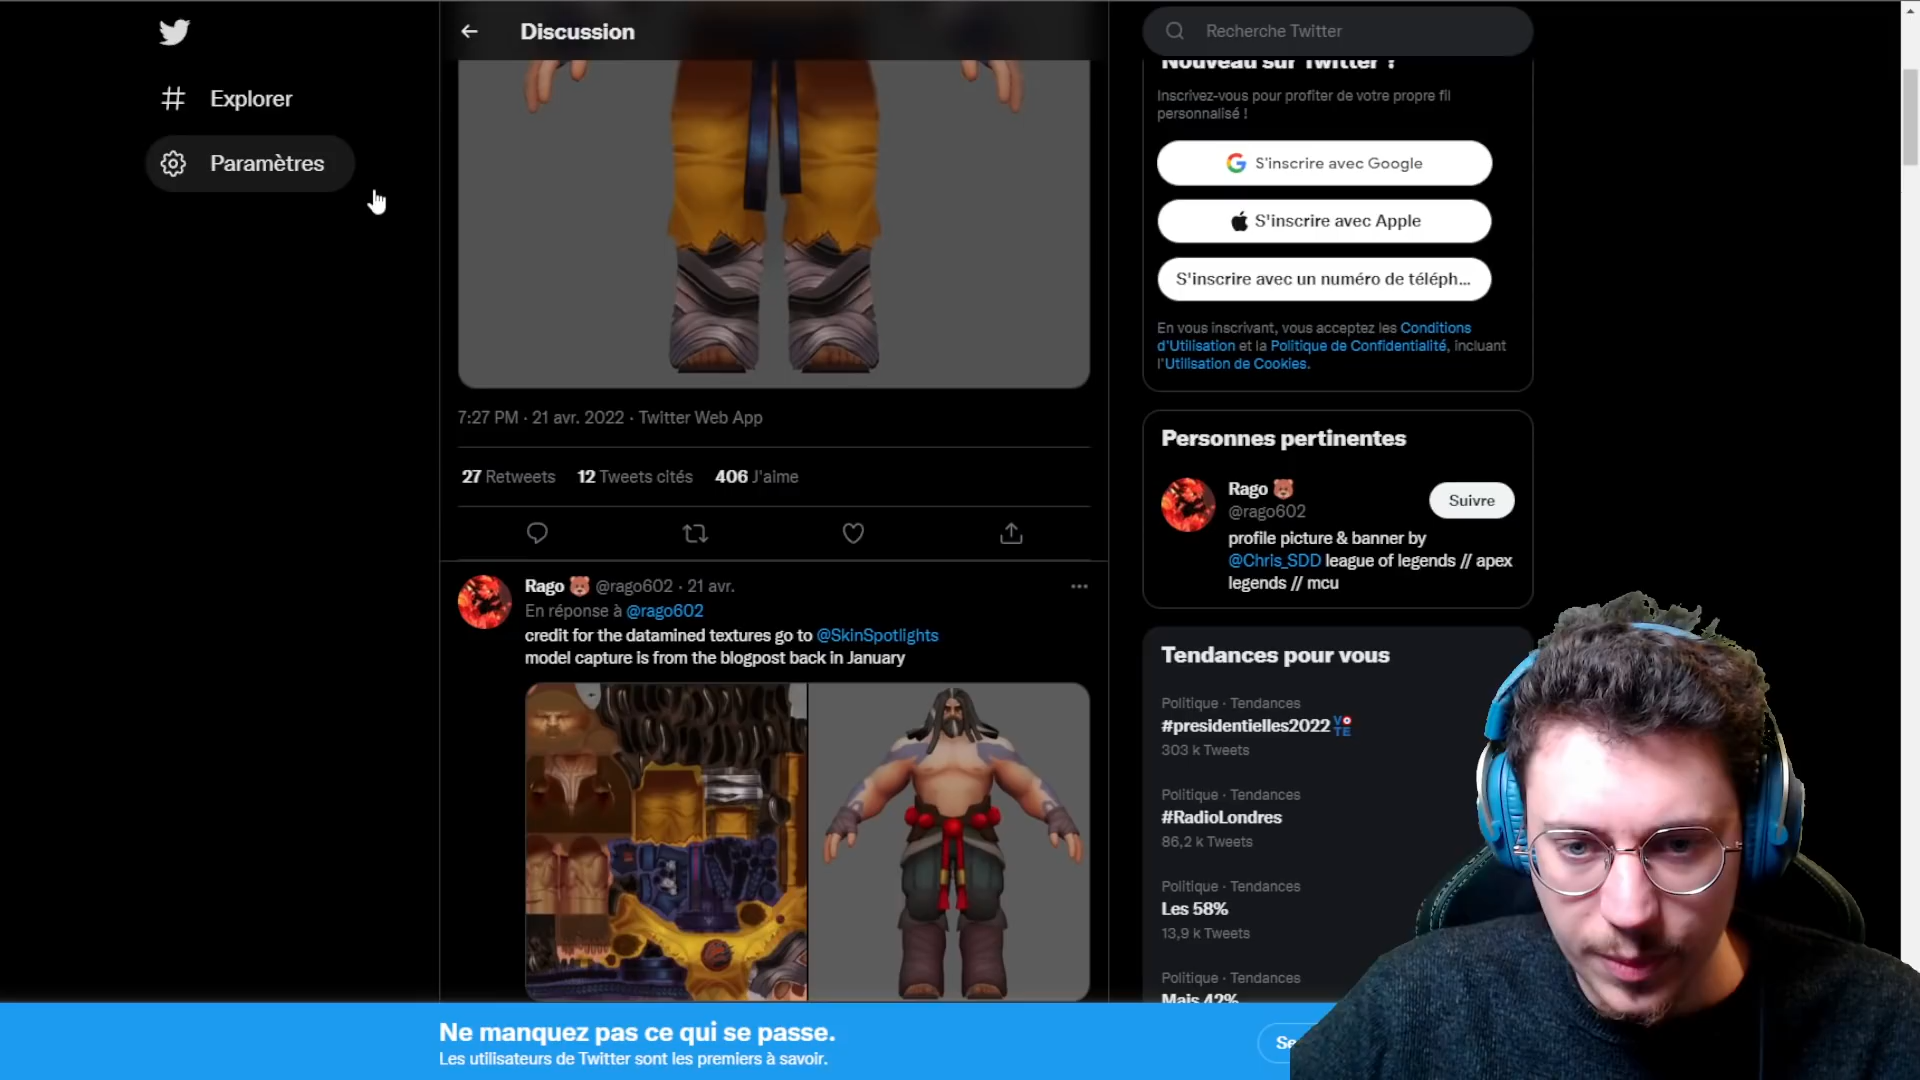 Explorer
Paramètres
Discussion
7:27 PM · 21 avr. 2022 · Twitter Web App
27 Retweets 12 Tweets cités 406 J'aime
Rago @rago602 · 21 avr.
En réponse à @rago602
credit for the datamined textures go to @SkinSpotlights
model capture is from the blogpost back in January
Recherche Twitter
Nouveau sur Twitter ?
Inscrivez-vous pour profiter de votre propre fil
personnalisé !
S'inscrire avec Google
S'inscrire avec Apple
S'inscrire avec un numéro de téléph...
En vous inscrivant, vous acceptez les Conditions
d'Utilisation et la Politique de Confidentialité, incluant
l'Utilisation de Cookies.
Personnes pertinentes
Rago
@rago602
Suivre
profile picture & banner by
@Chris_SDD league of legends // apex
legends // mcu
Tendances pour vous
Politique · Tendances
#presidentielles2022 VOTE
303 k Tweets
Politique · Tendances
#RadioLondres
86,2 k Tweets
Politique · Tendances
Les 58%
13,9 k Tweets
Politique · Tendances
Mais 42%
Ne manquez pas ce qui se passe.
Les utilisateurs de Twitter sont les premiers à savoir.